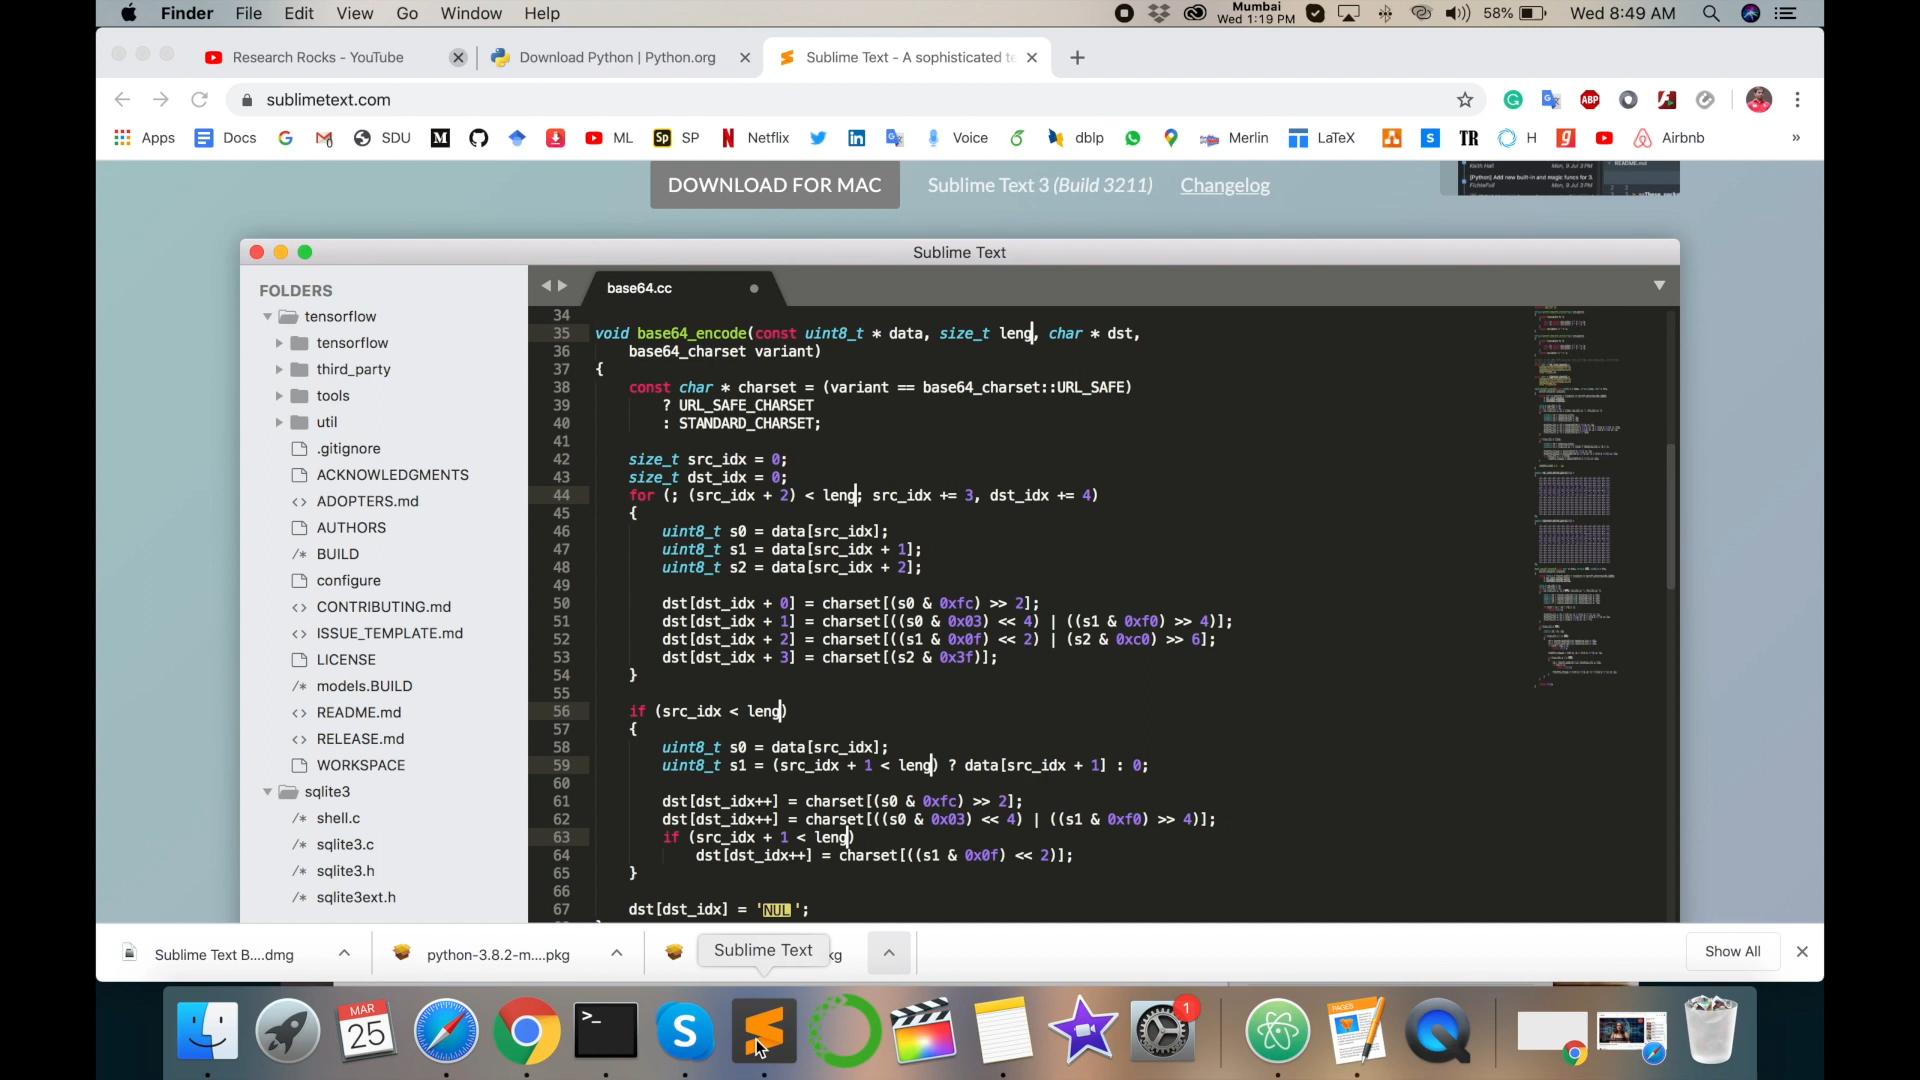 Finder File Edit View Go Window Help Mumbai Wed 1:19 PM 58% Wed 8:49 AM
Research Rocks - YouTube Download Python | Python.org Sublime Text - A sophisticated te
sublimetext.com
Apps Docs SDU ML SP Netflix Voice dblp Merlin LaTeX TR H Airbnb »
DOWNLOAD FOR MAC Sublime Text 3 (Build 3211) Changelog
Sublime Text
FOLDERS
tensorflow
tensorflow
third_party
tools
util
.gitignore
ACKNOWLEDGMENTS
<> ADOPTERS.md
AUTHORS
/* BUILD
configure
<> CONTRIBUTING.md
<> ISSUE_TEMPLATE.md
LICENSE
/* models.BUILD
<> README.md
<> RELEASE.md
WORKSPACE
sqlite3
/* shell.c
/* sqlite3.c
/* sqlite3.h
/* sqlite3ext.h
base64.cc
34
35 void base64_encode(const uint8_t * data, size_t leng, char * dst,
36 base64_charset variant)
37 {
38 const char * charset = (variant == base64_charset::URL_SAFE)
39 ? URL_SAFE_CHARSET
40 : STANDARD_CHARSET;
41
42 size_t src_idx = 0;
43 size_t dst_idx = 0;
44 for (; (src_idx + 2) < leng; src_idx += 3, dst_idx += 4)
45 {
46 uint8_t s0 = data[src_idx];
47 uint8_t s1 = data[src_idx + 1];
48 uint8_t s2 = data[src_idx + 2];
49
50 dst[dst_idx + 0] = charset[(s0 & 0xfc) >> 2];
51 dst[dst_idx + 1] = charset[((s0 & 0x03) << 4) | ((s1 & 0xf0) >> 4)];
52 dst[dst_idx + 2] = charset[((s1 & 0x0f) << 2) | (s2 & 0xc0) >> 6];
53 dst[dst_idx + 3] = charset[(s2 & 0x3f)];
54 }
55
56 if (src_idx < leng)
57 {
58 uint8_t s0 = data[src_idx];
59 uint8_t s1 = (src_idx + 1 < leng) ? data[src_idx + 1] : 0;
60
61 dst[dst_idx++] = charset[(s0 & 0xfc) >> 2];
62 dst[dst_idx++] = charset[((s0 & 0x03) << 4) | ((s1 & 0xf0) >> 4)];
63 if (src_idx + 1 < leng)
64 dst[dst_idx++] = charset[((s1 & 0x0f) << 2)];
65 }
66
67 dst[dst_idx] = 'NUL';
Sublime Text B....dmg python-3.8.2-m....pkg Sublime Text kg Show All
MAR
25
>_
1
PAGES